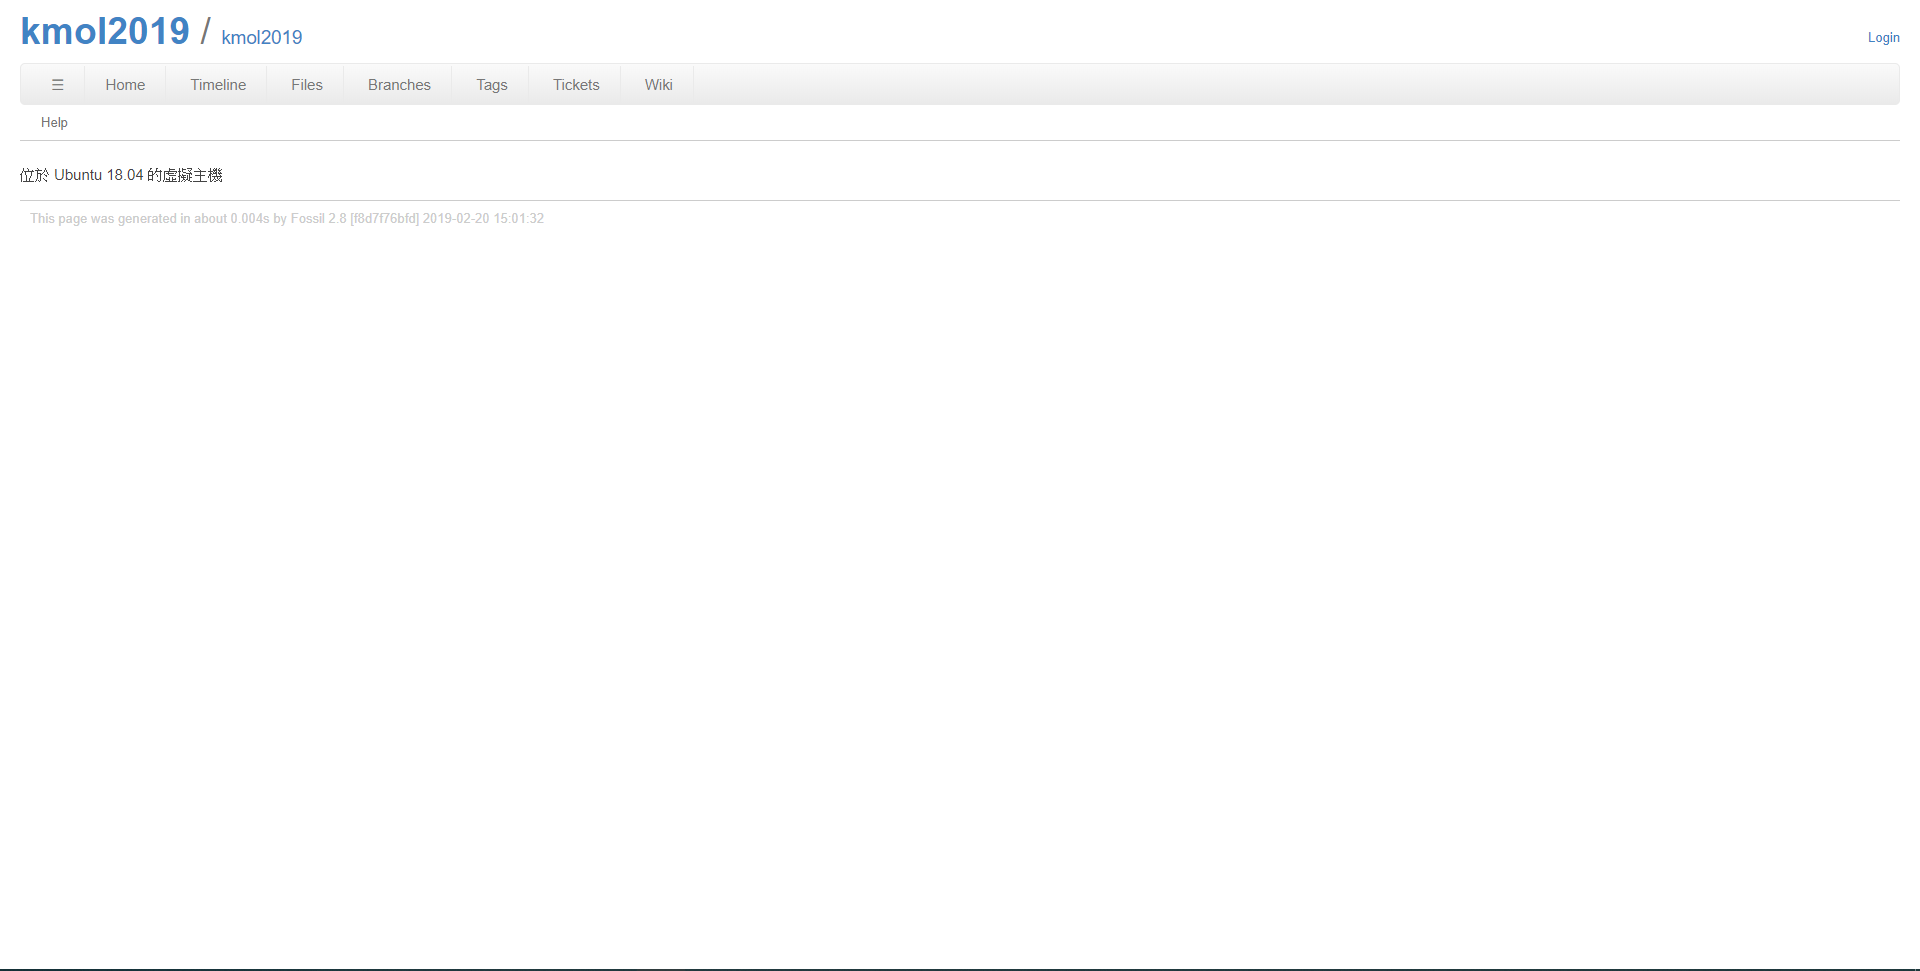 kmol2019 / kmol2019
Login
☰ Home Timeline Files Branches Tags Tickets Wiki
Help
位於 Ubuntu 18.04 的虛擬主機
This page was generated in about 0.004s by Fossil 2.8 [f8d7f76bfd] 2019-02-20 15:01:32